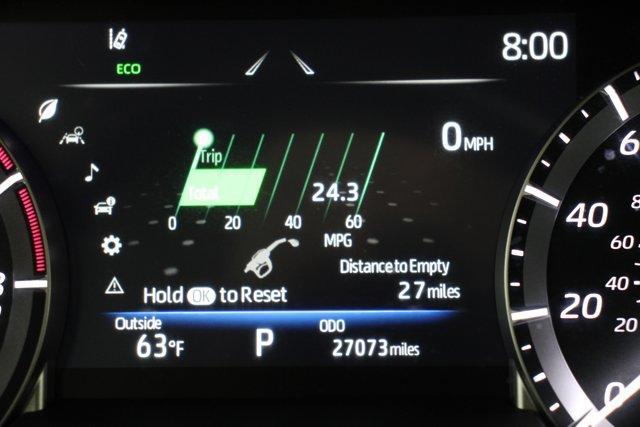 8:00
ECO
0 MPH
Trip
Total
24.3
0 20 40 60
MPG
Distance to Empty
27 miles
Hold OK to Reset
Outside
63°F
P
ODO
27073 miles
40
60
20
40
20
0